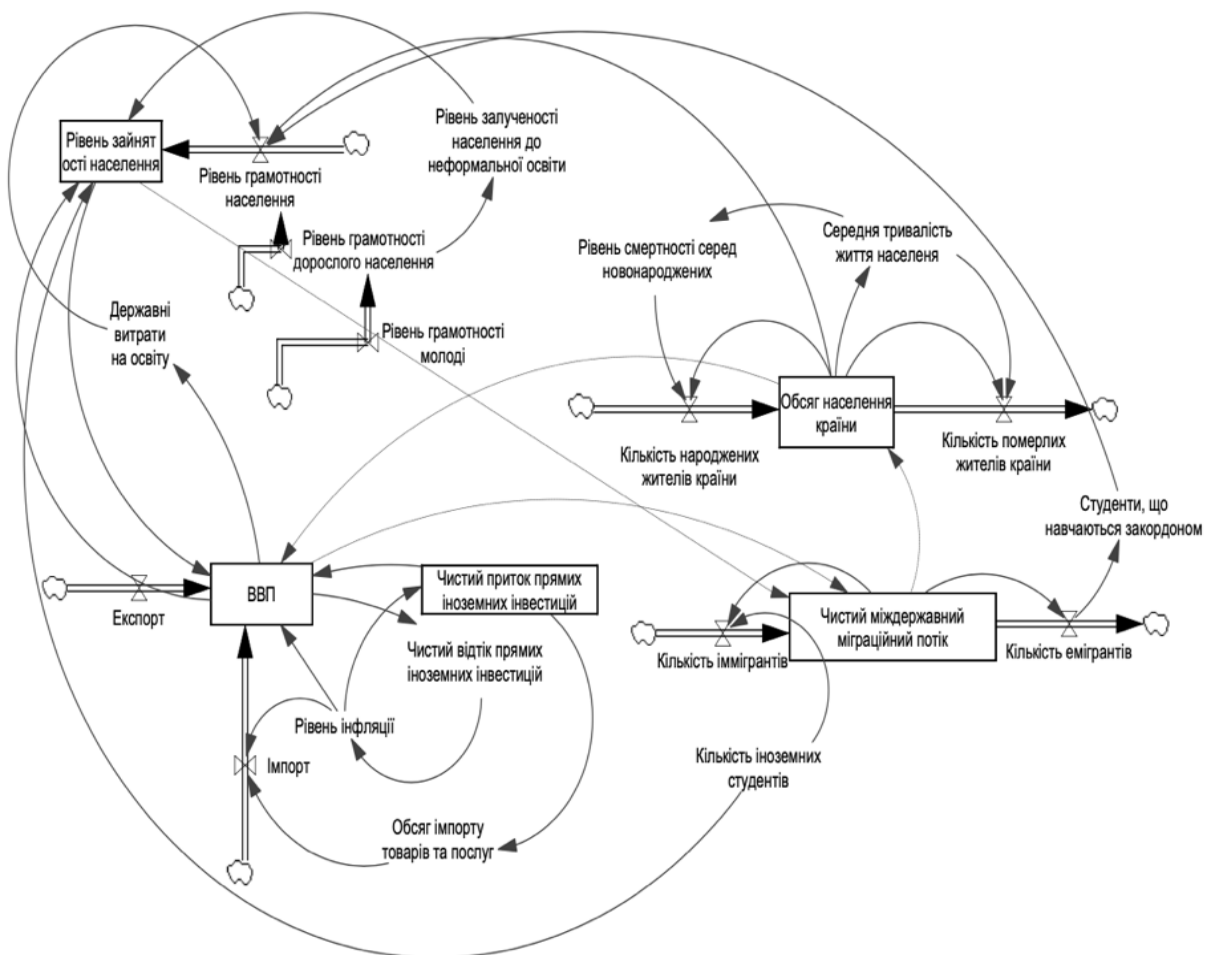 Рівень зайнят
ості населення
Рівень грамотності
населення
Рівень залученості
населення до
неформальної освіти
Рівень грамотності
дорослого населення
Рівень грамотності
молоді
Державні
витрати
на освіту
Рівень смертності серед
новонароджених
Середня тривалість
життя населеня
Обсяг населення
країни
Кількість народжених
жителів країни
Кількість померлих
жителів країни
Студенти, що
навчаються закордоном
ВВП
Експорт
Чистий приток прямих
іноземних інвестицій
Чистий відтік прямих
іноземних інвестицій
Рівень інфляції
Імпорт
Обсяг імпорту
товарів та послуг
Чистий міждержавний
міграційний потік
Кількість іммігрантів
Кількість емігрантів
Кількість іноземних
студентів